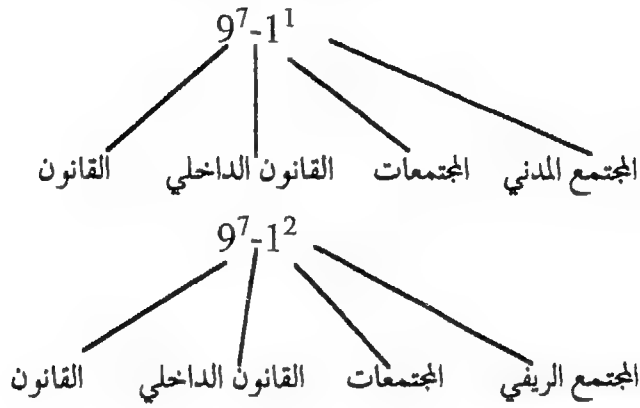 9⁷-1¹
المجتمع المدني المجتمعات القانون الداخلي القانون
9⁷-1²
المجتمع الريفي المجتمعات القانون الداخلي القانون